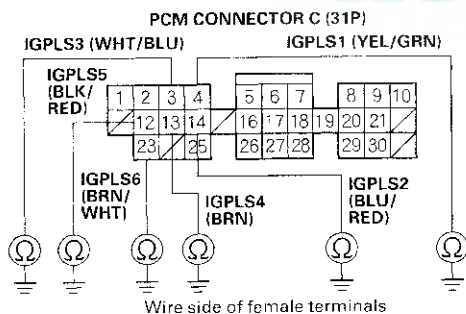 PCM CONNECTOR C (31P)
IGPLS3 (WHT/BLU)
IGPLS1 (YEL/GRN)
IGPLS5
(BLK/
RED)
1 2 3 4 5 6 7 8 9 10
12 13 14 16 17 18 19 20 21
23 25 26 27 28 29 30
IGPLS6
(BRN/
WHT)
IGPLS4
(BRN)
IGPLS2
(BLU/
RED)
Ω Ω Ω Ω Ω Ω
Wire side of female terminals